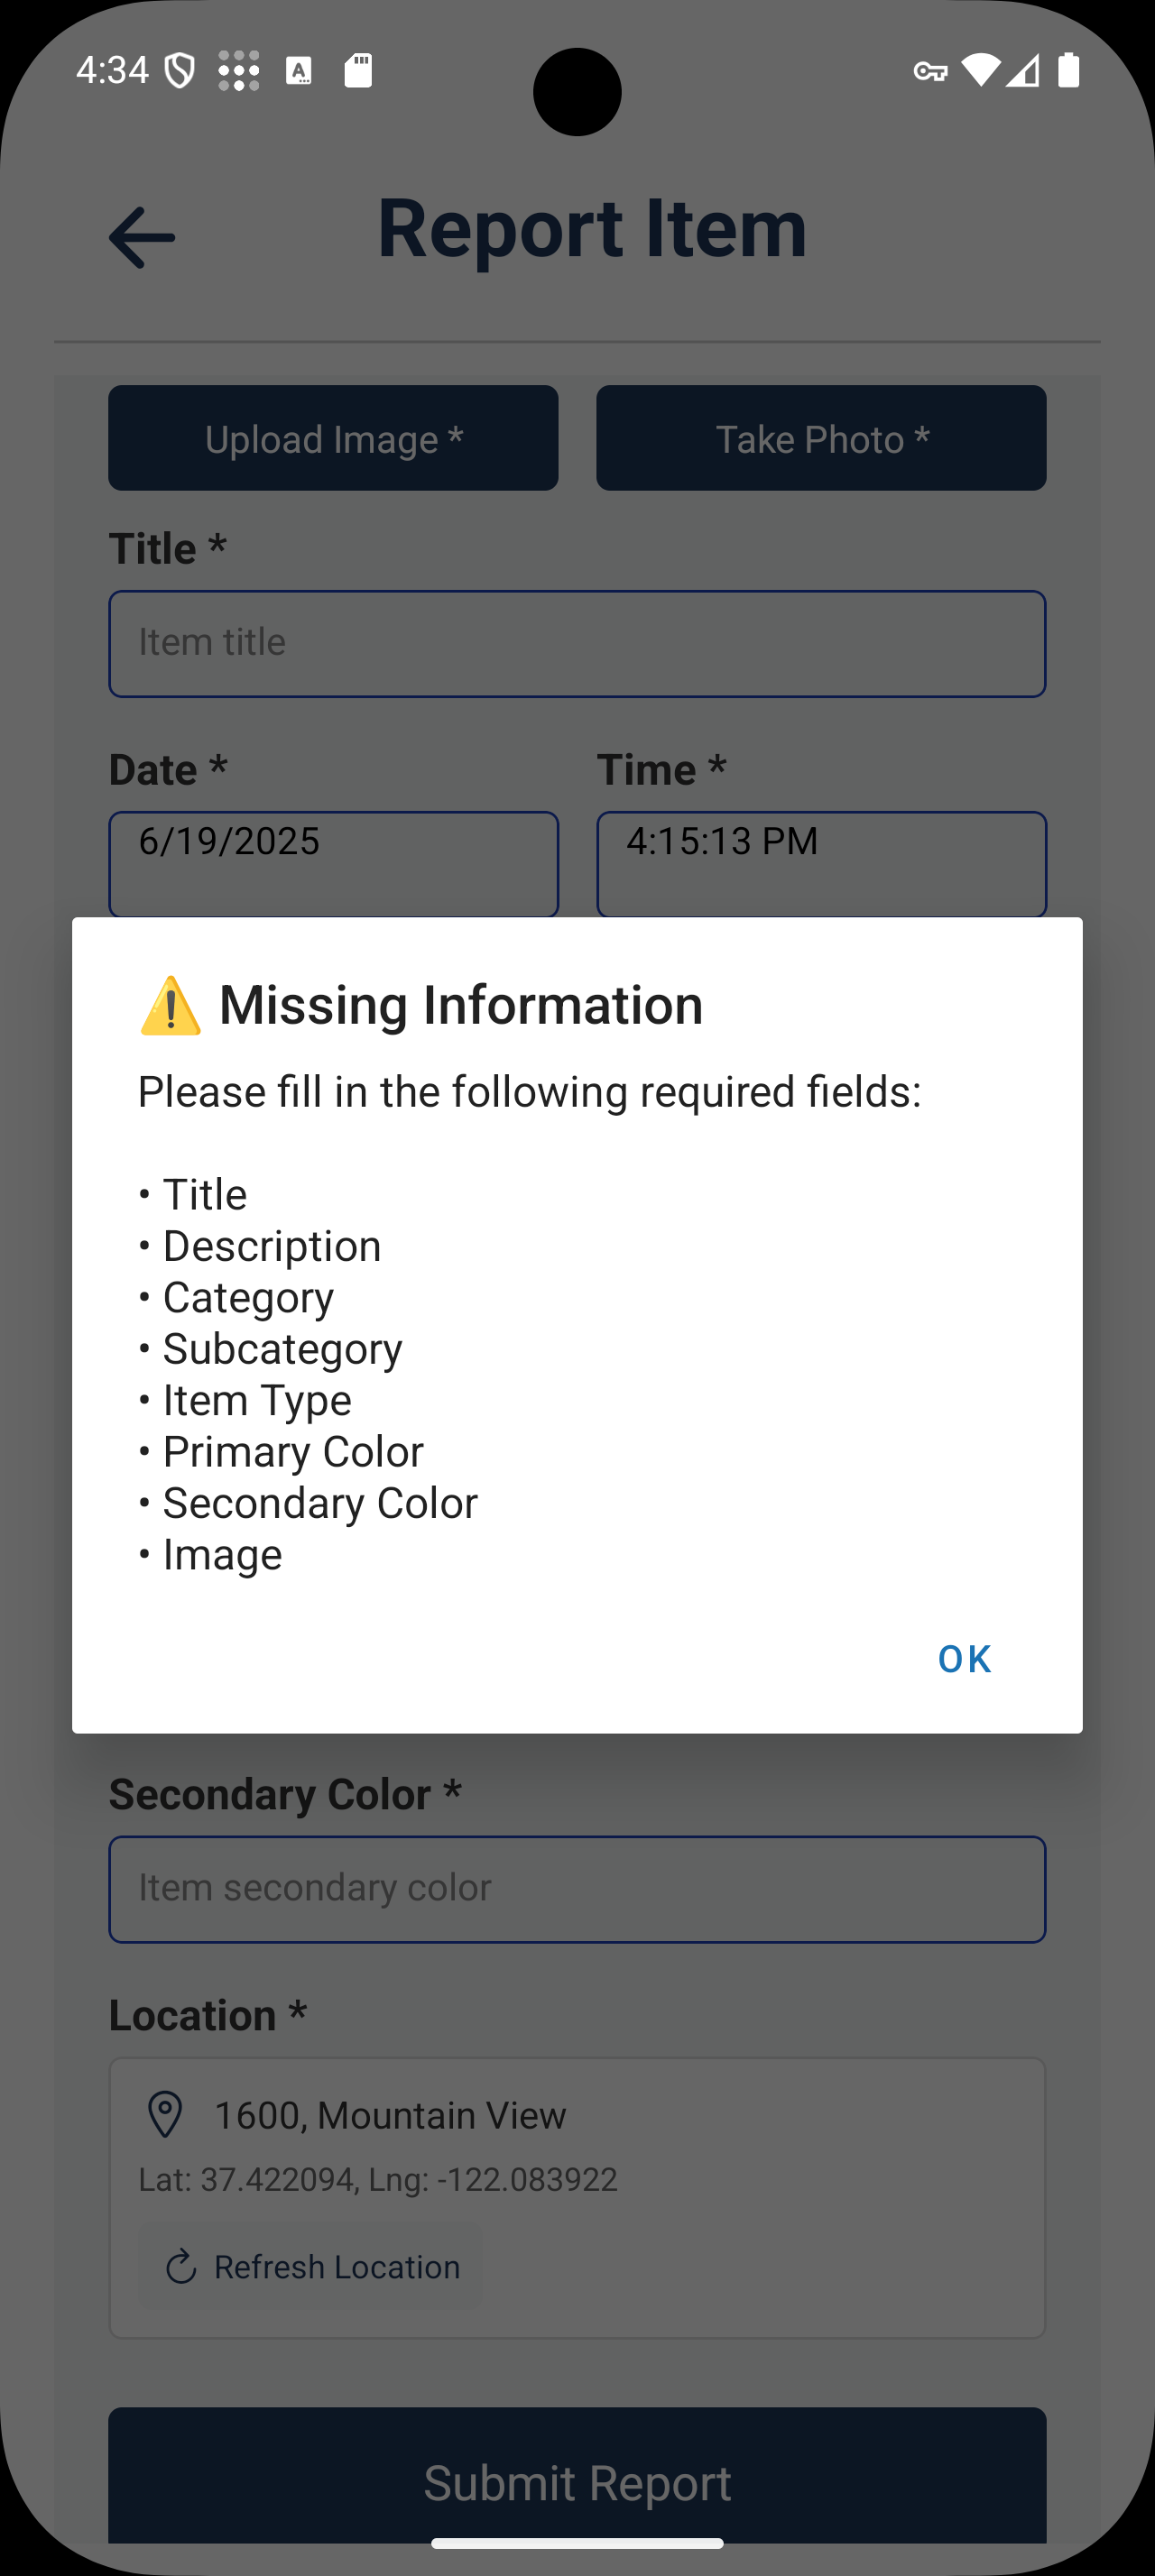 4:34
Report Item
Upload Image * Take Photo *
Title *
Item title
Date * Time *
6/19/2025 4:15:13 PM
⚠️ Missing Information
Please fill in the following required fields:
• Title
• Description
• Category
• Subcategory
• Item Type
• Primary Color
• Secondary Color
• Image
OK
Secondary Color *
Item secondary color
Location *
1600, Mountain View
Lat: 37.422094, Lng: -122.083922
Refresh Location
Submit Report